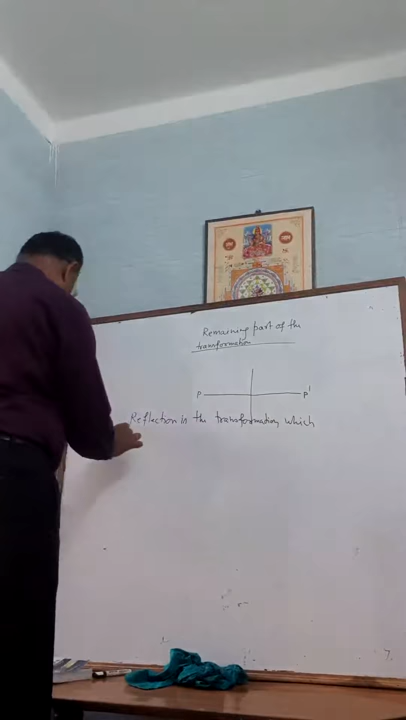 Remaining part of the
transformation
P P'
Reflection is the transformation which